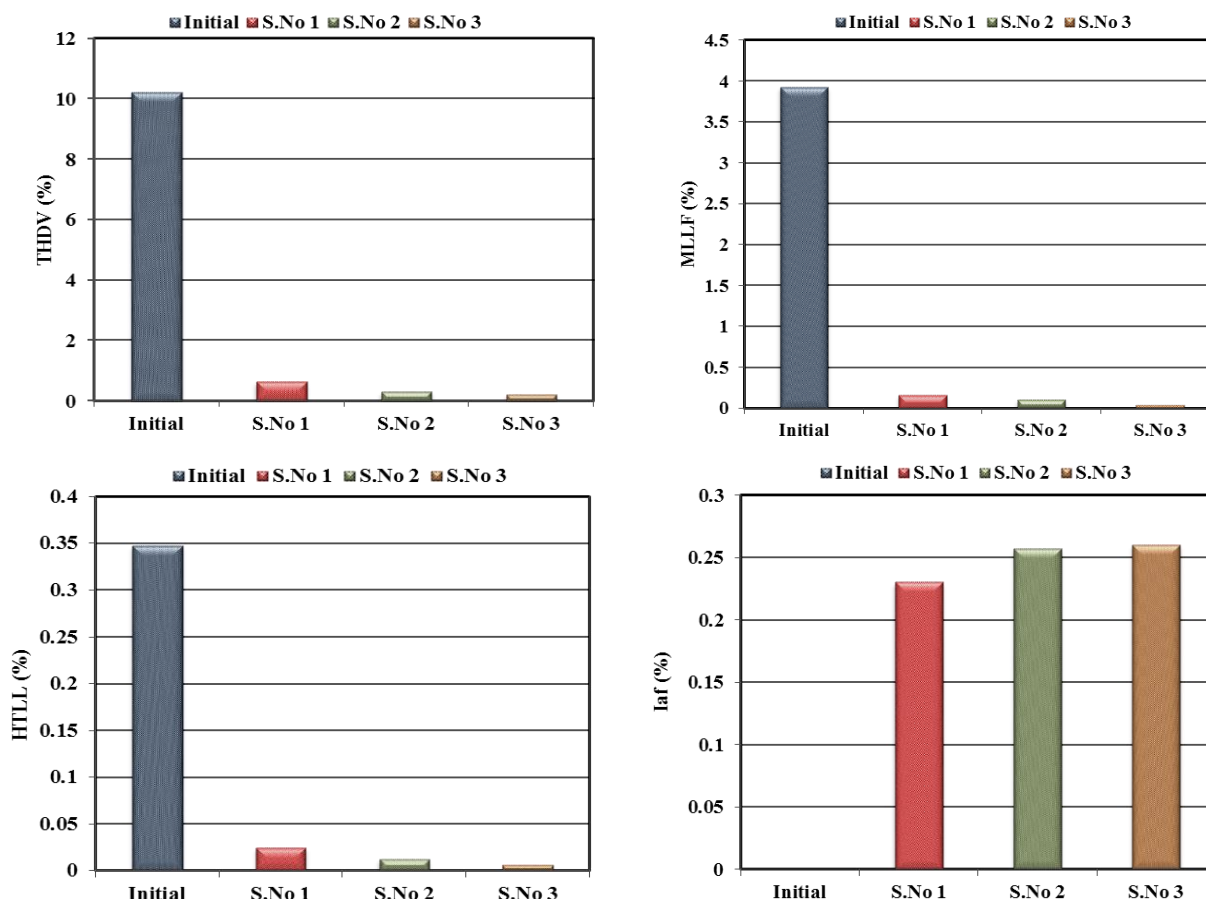 Initial S.No 1 S.No 2 S.No 3
12
10
8
6
4
2
0
THDV (%)
Initial S.No 1 S.No 2 S.No 3
Initial S.No 1 S.No 2 S.No 3
4.5
4
3.5
3
2.5
2
1.5
1
0.5
0
MLLF (%)
Initial S.No 1 S.No 2 S.No 3
Initial S.No 1 S.No 2 S.No 3
0.4
0.35
0.3
0.25
0.2
0.15
0.1
0.05
0
HTLL (%)
Initial S.No 1 S.No 2 S.No 3
Initial S.No 1 S.No 2 S.No 3
0.3
0.25
0.2
0.15
0.1
0.05
0
Iaf (%)
Initial S.No 1 S.No 2 S.No 3